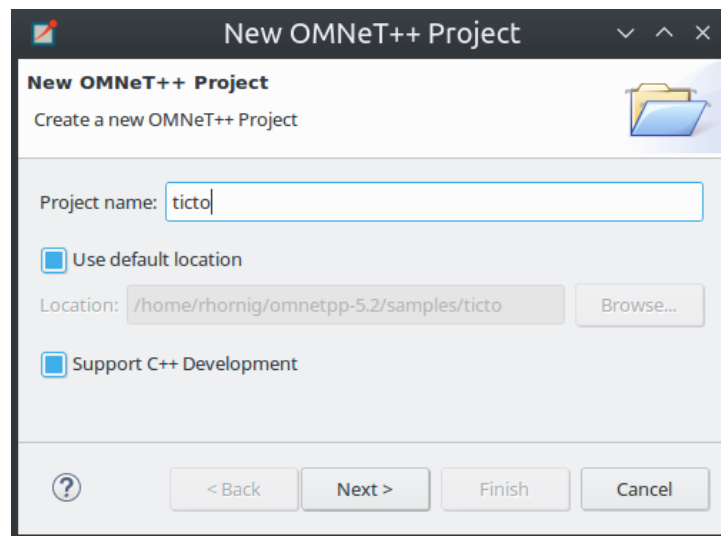 New OMNeT++ Project
New OMNeT++ Project
Create a new OMNeT++ Project
Project name: ticto
Use default location
Location: /home/rhornig/omnetpp-5.2/samples/ticto Browse...
Support C++ Development
? < Back Next > Finish Cancel